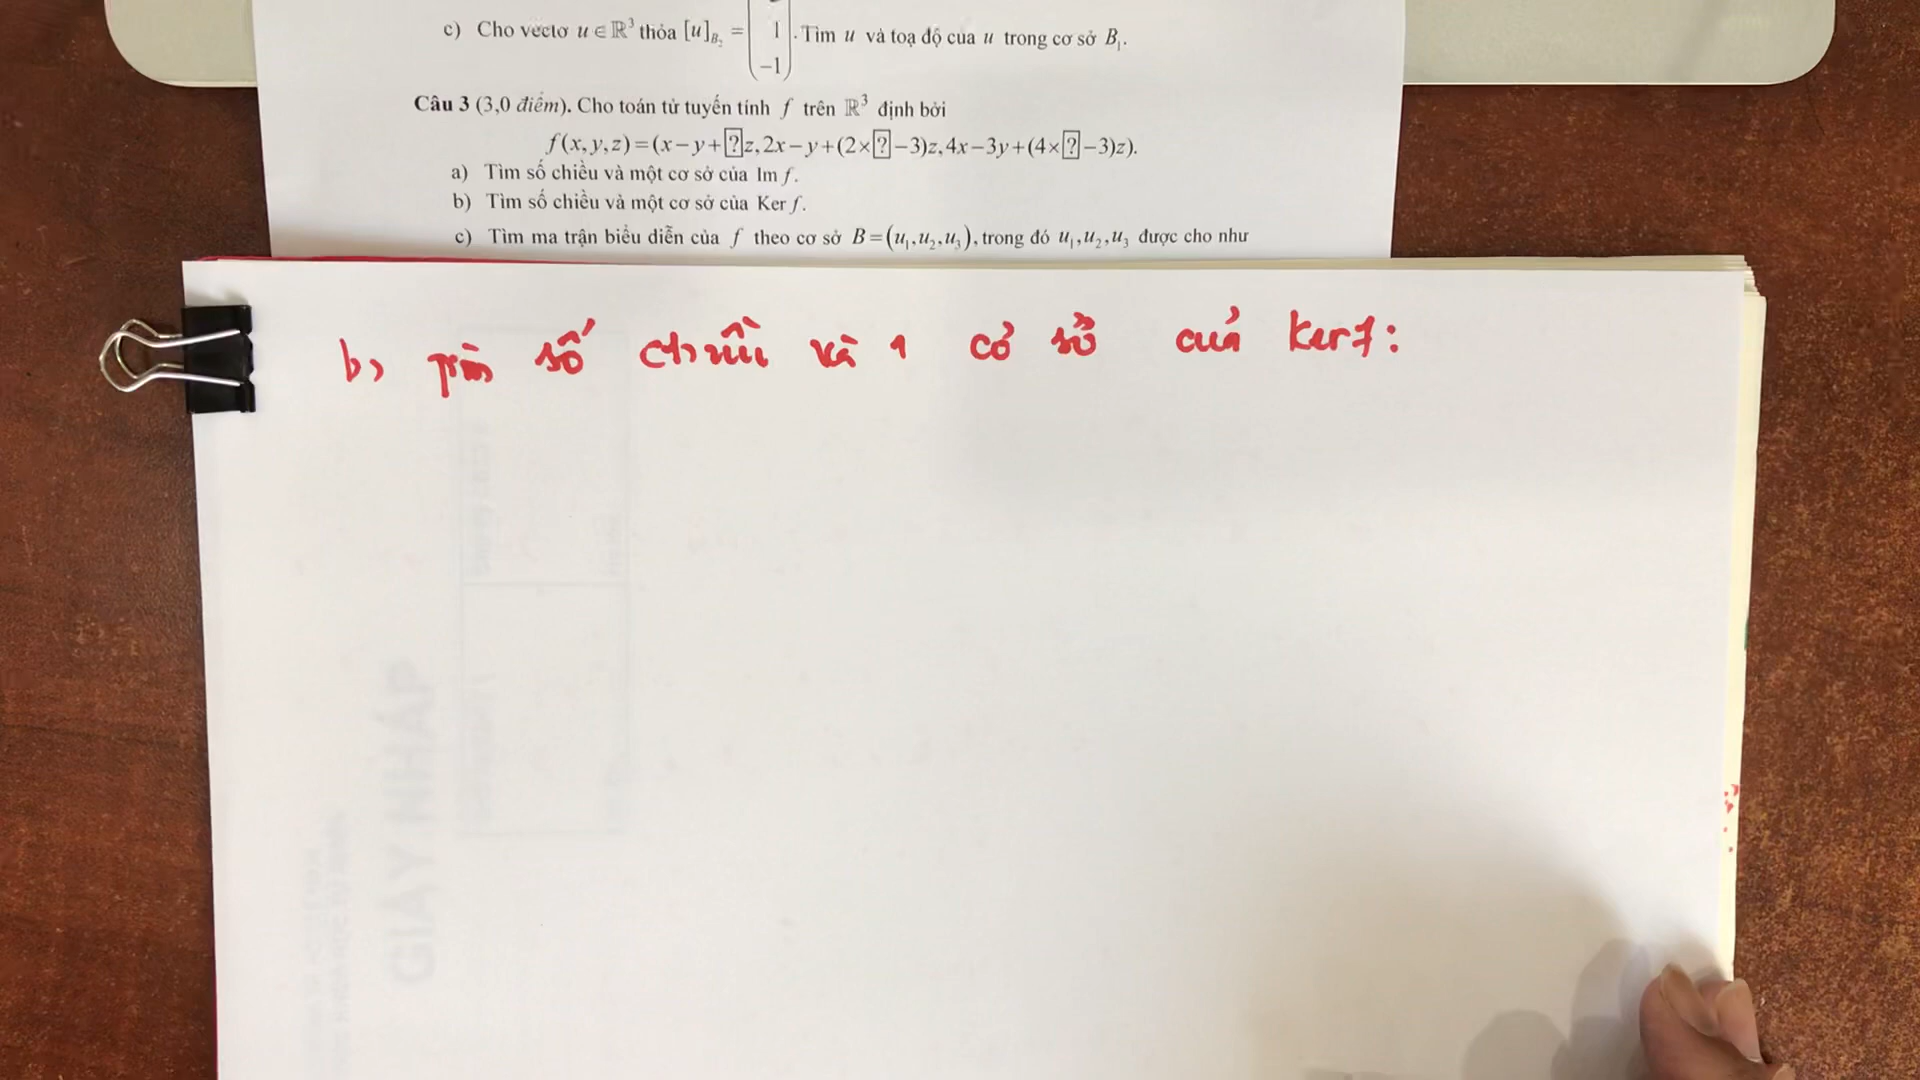 c) Cho vectơ u ∈ ℝ³ thỏa [u]_B₂ = ( 1 −1 ). Tìm u và toạ độ của u trong cơ sở B₁.
Câu 3 (3,0 điểm). Cho toán tử tuyến tính f trên ℝ³ định bởi
f(x, y, z) = (x − y + [?]z, 2x − y + (2×[?] − 3)z, 4x − 3y + (4×[?] − 3)z).
a) Tìm số chiều và một cơ sở của Im f.
b) Tìm số chiều và một cơ sở của Ker f.
c) Tìm ma trận biểu diễn của f theo cơ sở B = (u₁, u₂, u₃), trong đó u₁, u₂, u₃ được cho như
b) Tìm số chiều và 1 cơ sở của Kerf:
GIẤY NHÁP